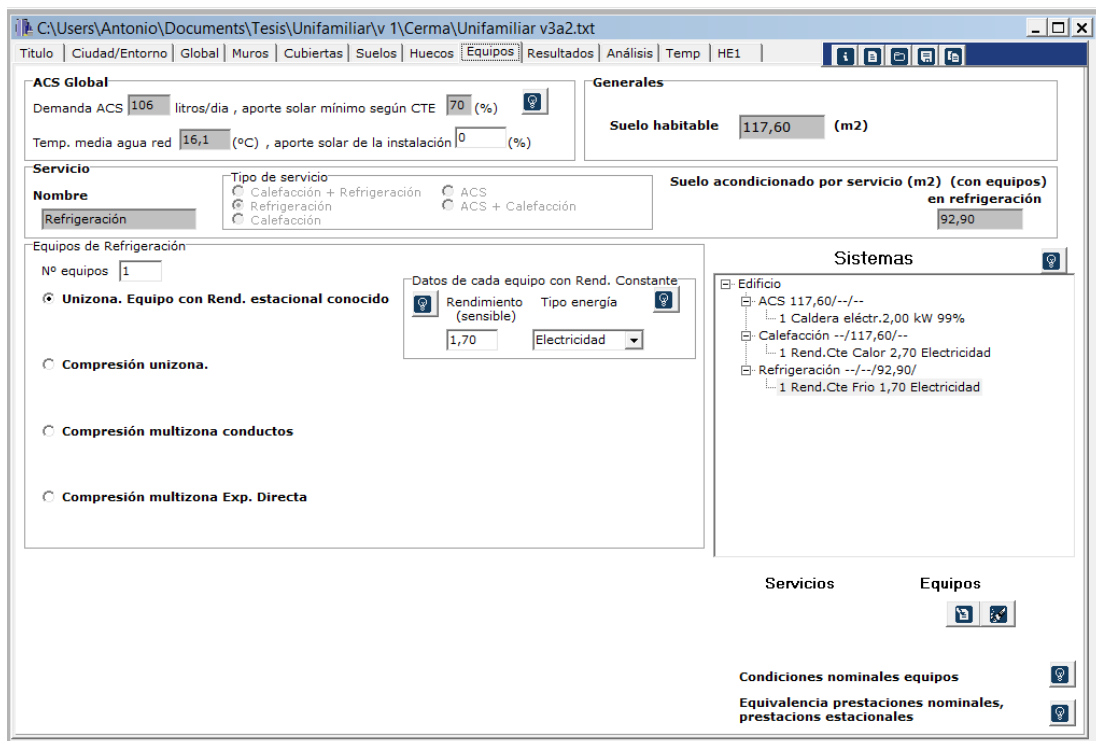 C:\Users\Antonio\Documents\Tesis\Unifamiliar\v 1\Cerma\Unifamiliar v3a2.txt
Titulo Ciudad/Entorno Global Muros Cubiertas Suelos Huecos Equipos Resultados Análisis Temp HE1
ACS Global
Demanda ACS 106 litros/dia , aporte solar mínimo según CTE 70 (%)
Temp. media agua red 16,1 (ºC) , aporte solar de la instalación 0 (%)
Generales
Suelo habitable 117,60 (m2)
Servicio
Nombre
Refrigeración
Tipo de servicio
Calefacción + Refrigeración ACS
Refrigeración ACS + Calefacción
Calefacción
Suelo acondicionado por servicio (m2) (con equipos)
en refrigeración
92,90
Equipos de Refrigeración
Nº equipos 1
Unizona. Equipo con Rend. estacional conocido
Datos de cada equipo con Rend. Constante
Rendimiento Tipo energía
(sensible)
1,70 Electricidad
Compresión unizona.
Compresión multizona conductos
Compresión multizona Exp. Directa
Sistemas
Edificio
ACS 117,60/--/--
1 Caldera eléctr.2,00 kW 99%
Calefacción --/117,60/--
1 Rend.Cte Calor 2,70 Electricidad
Refrigeración --/--/92,90/
1 Rend.Cte Frio 1,70 Electricidad
Servicios Equipos
Condiciones nominales equipos
Equivalencia prestaciones nominales,
prestacions estacionales